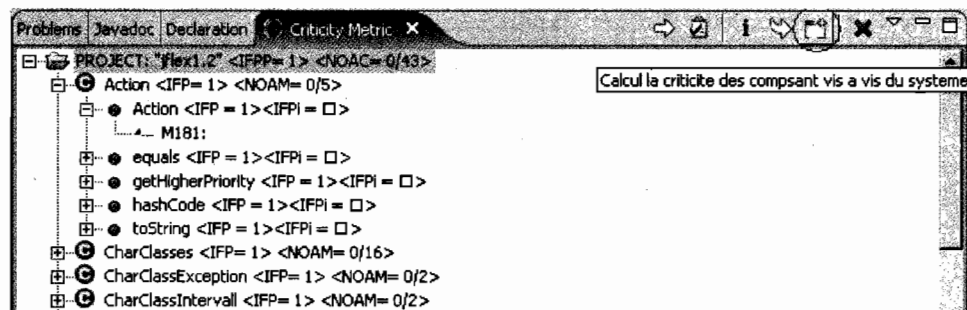 Problems Javadoc Declaration Criticity Metric
PROJECT: "jflex1.2" <IFPP= 1> <NOAC= 0/43>
Calcul la criticite des compsant vis a vis du systeme
Action <IFP= 1> <NOAM= 0/5>
Action <IFP = 1><IFPi = □>
M181:
equals <IFP = 1><IFPi = □>
getHigherPriority <IFP = 1><IFPi = □>
hashCode <IFP = 1><IFPi = □>
toString <IFP = 1><IFPi = □>
CharClasses <IFP= 1> <NOAM= 0/16>
CharClassException <IFP= 1> <NOAM= 0/2>
CharClassIntervall <IFP= 1> <NOAM= 0/2>